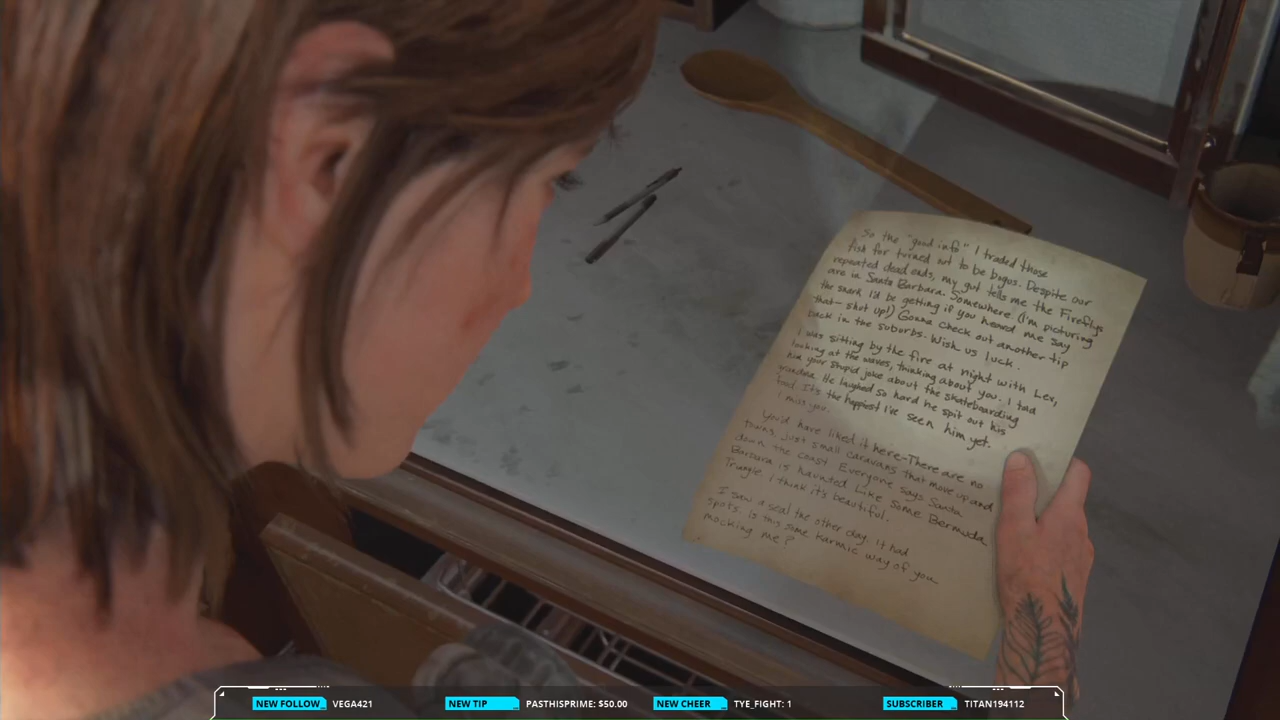 So the "good info" I traded those
fish for turned out to be bogus. Despite our
repeated dead ends, my gut tells me the Fireflys
are in Santa Barbara. Somewhere (I'm picturing
the snark I'd be getting if you heard me say
that— shut up!) Gonna check out another tip
back in the suburbs. Wish us luck.
I was sitting by the fire at night with Lev,
looking at the waves, thinking about you. I told
him your stupid joke about the skateboarding
grandma. He laughed so hard he spit out his
food. It's the happiest I've seen him yet.
I miss you.
You'd have liked it here—There are no
towns, just small caravans that move up and
down the coast. Everyone says Santa
Barbara is haunted like some Bermuda
Triangle. I think it's beautiful.
I saw a seal the other day. It had
spots. Is this some karmic way of you
mocking me?
NEW FOLLOW VEGA421 NEW TIP PASTHISPRIME: $50.00 NEW CHEER TYE_FIGHT: 1 SUBSCRIBER TITAN194112